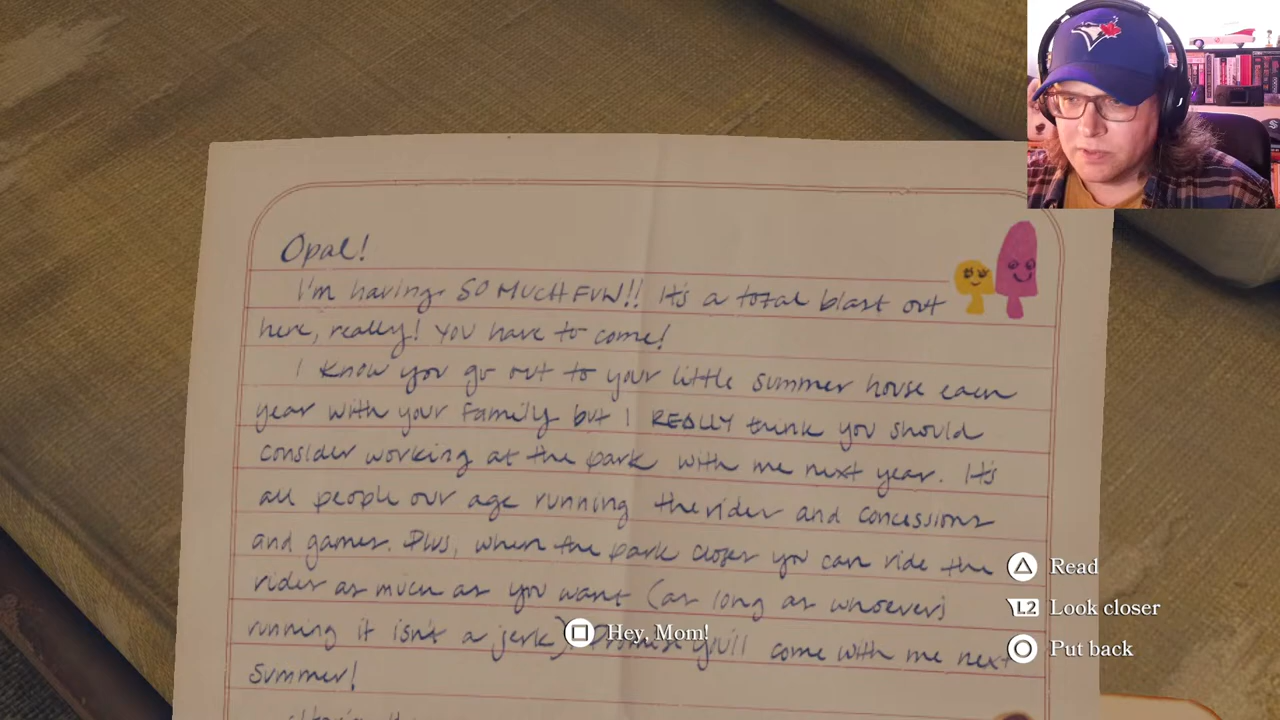 Opal!
I'm having SO MUCH FUN!! It's a total blast out
here, really! You have to come!
I know you go out to your little summer house each
year with your family but I REALLY think you should
consider working at the park with me next year. It's
all people our age running the rides and concessions
and games. Plus, when the park closes you can ride the
rides as much as you want (as long as whoever's
running it isn't a jerk). Promise you'll come with me next
summer!
Read
L2 Look closer
Hey, Mom!
Put back